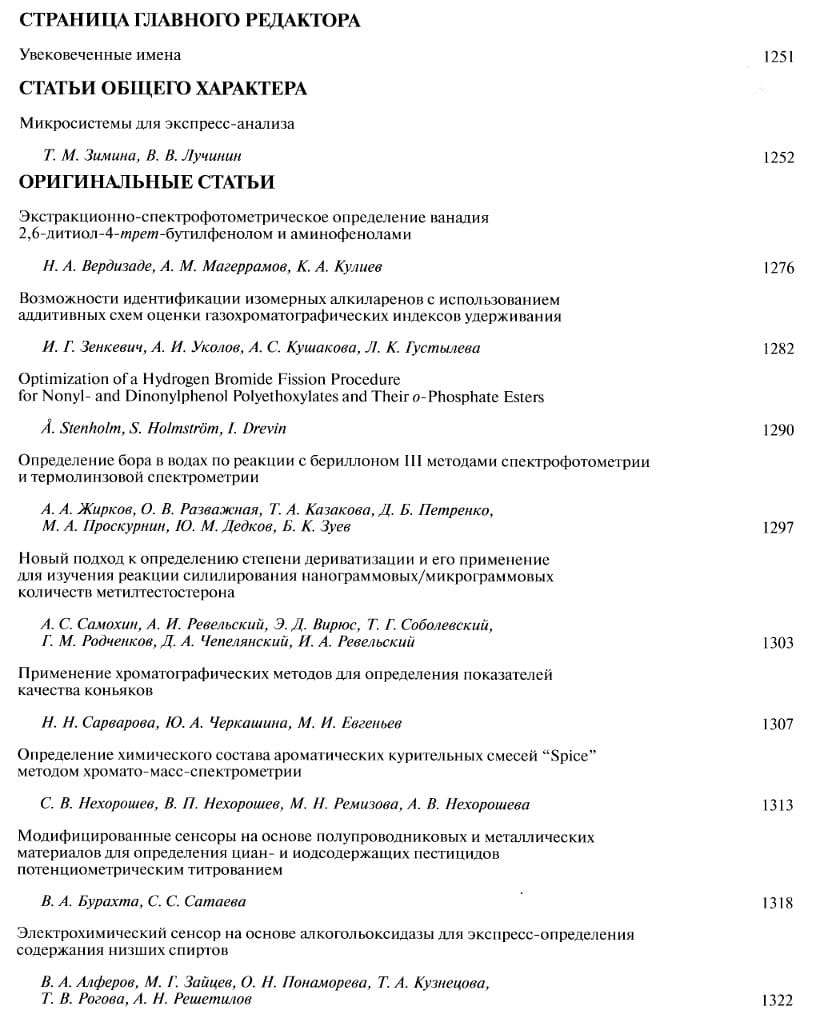 СТРАНИЦА ГЛАВНОГО РЕДАКТОРА
Увековеченные имена 1251
СТАТЬИ ОБЩЕГО ХАРАКТЕРА
Микросистемы для экспресс-анализа
Т. М. Зимина, В. В. Лучинин 1252
ОРИГИНАЛЬНЫЕ СТАТЬИ
Экстракционно-спектрофотометрическое определение ванадия
2,6-дитиол-4-трет-бутилфенолом и аминофенолами
Н. А. Вердизаде, А. М. Магеррамов, К. А. Кулиев 1276
Возможности идентификации изомерных алкиларенов с использованием
аддитивных схем оценки газохроматографических индексов удерживания
И. Г. Зенкевич, А. И. Уколов, А. С. Кушакова, Л. К. Густылева 1282
Optimization of a Hydrogen Bromide Fission Procedure
for Nonyl- and Dinonylphenol Polyethoxylates and Their o-Phosphate Esters
Å. Stenholm, S. Holmström, I. Drevin 1290
Определение бора в водах по реакции с бериллоном III методами спектрофотометрии
и термолинзовой спектрометрии
А. А. Жирков, О. В. Разважная, Т. А. Казакова, Д. Б. Петренко,
М. А. Проскурнин, Ю. М. Дедков, Б. К. Зуев 1297
Новый подход к определению степени дериватизации и его применение
для изучения реакции силилирования нанограммовых/микрограммовых
количеств метилтестостерона
А. С. Самохин, А. И. Ревельский, Э. Д. Вирюс, Т. Г. Соболевский,
Г. М. Родченков, Д. А. Чепелянский, И. А. Ревельский 1303
Применение хроматографических методов для определения показателей
качества коньяков
Н. Н. Сарварова, Ю. А. Черкашина, М. И. Евгеньев 1307
Определение химического состава ароматических курительных смесей “Spice”
методом хромато-масс-спектрометрии
С. В. Нехорошев, В. П. Нехорошев, М. Н. Ремизова, А. В. Нехорошева 1313
Модифицированные сенсоры на основе полупроводниковых и металлических
материалов для определения циан- и иодсодержащих пестицидов
потенциометрическим титрованием
В. А. Бурахта, С. С. Сатаева 1318
Электрохимический сенсор на основе алкогольоксидазы для экспресс-определения
содержания низших спиртов
В. А. Алферов, М. Г. Зайцев, О. Н. Понаморева, Т. А. Кузнецова,
Т. В. Рогова, А. Н. Решетилов 1322